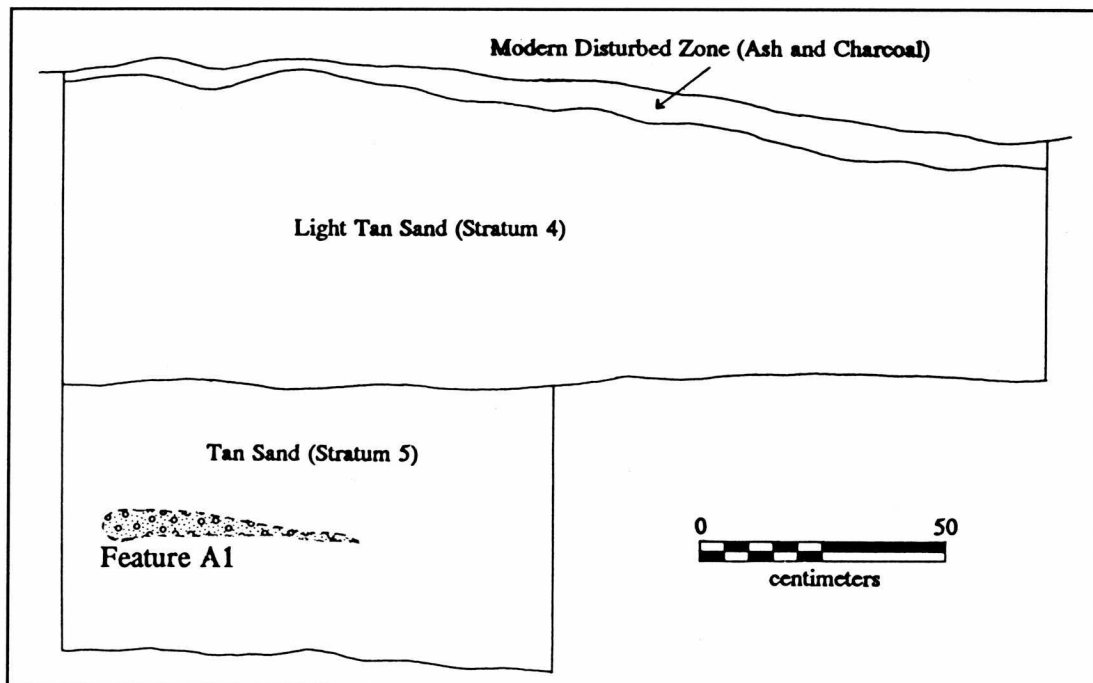 Modern Disturbed Zone (Ash and Charcoal)
Light Tan Sand (Stratum 4)
Tan Sand (Stratum 5)
Feature A1
0 50
centimeters